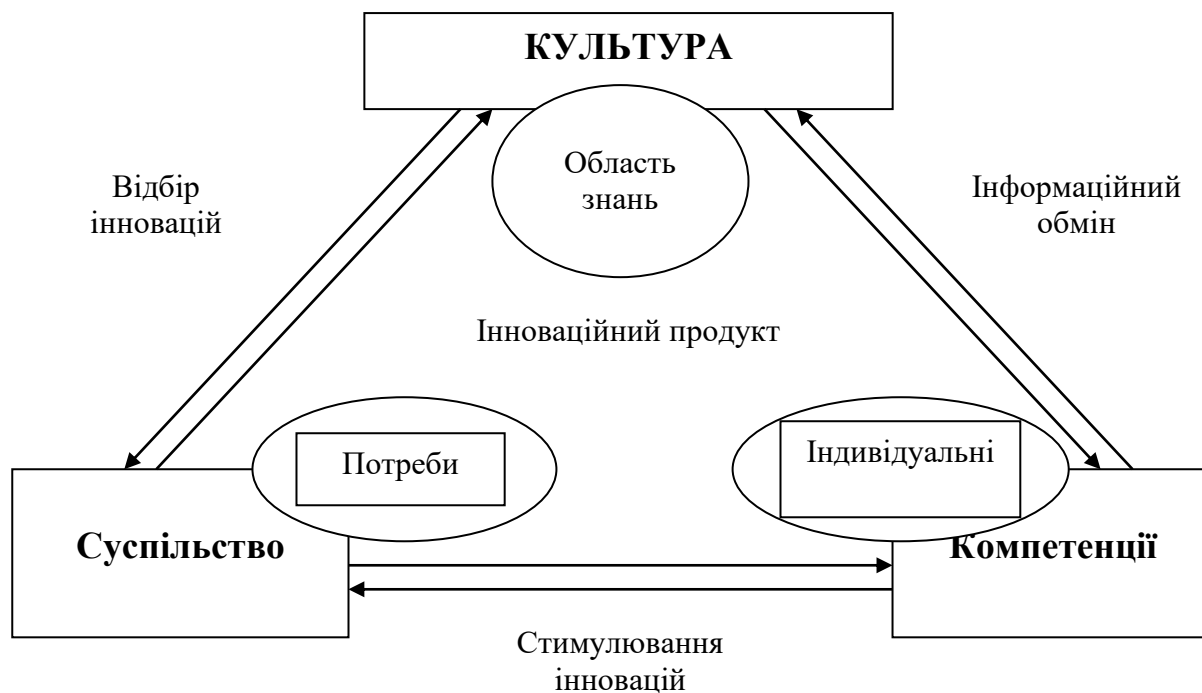 КУЛЬТУРА
Область
знань
Відбір
інновацій
Інформаційний
обмін
Інноваційний продукт
Потреби
Індивідуальні
Суспільство
Компетенції
Стимулювання
інновацій